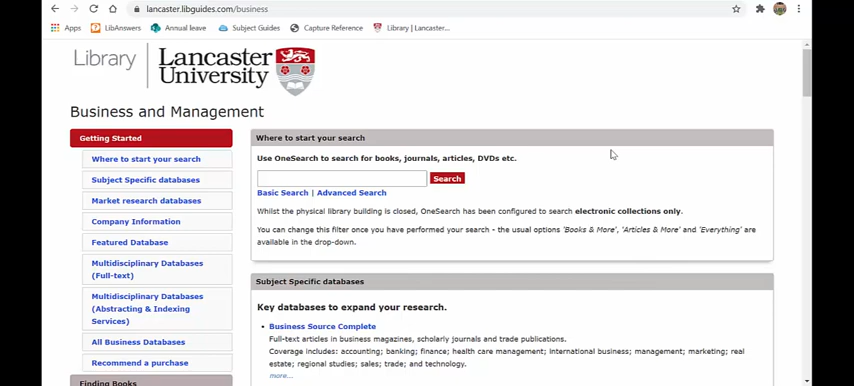 lancaster.libguides.com/business
Apps LibAnswers Annual leave Subject Guides Capture Reference Library | Lancaster...
Library Lancaster University
Business and Management
Getting Started
Where to start your search
Subject Specific databases
Market research databases
Company Information
Featured Database
Multidisciplinary Databases
(Full-text)
Multidisciplinary Databases
(Abstracting & Indexing
Services)
All Business Databases
Recommend a purchase
Finding Books
Where to start your search
Use OneSearch to search for books, journals, articles, DVDs etc.
Search
Basic Search | Advanced Search
Whilst the physical library building is closed, OneSearch has been configured to search electronic collections only.
You can change this filter once you have performed your search - the usual options 'Books & More', 'Articles & More' and 'Everything' are
available in the drop-down.
Subject Specific databases
Key databases to expand your research.
• Business Source Complete
Full-text articles in business magazines, scholarly journals and trade publications.
Coverage includes: accounting; banking; finance; health care management; international business; management; marketing; real
estate; regional studies; sales; trade; and technology.
more...